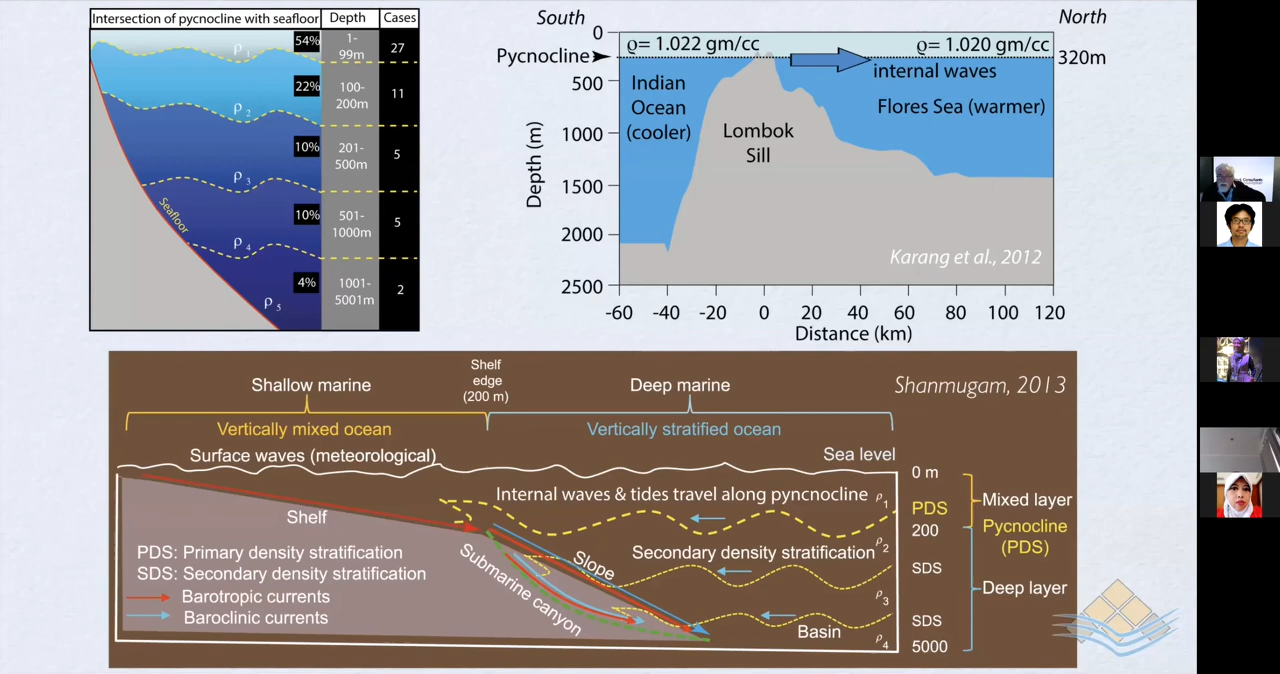 Intersection of pycnocline with seafloor Depth Cases
ρ 1 54% 1-99m 27
ρ 2 22% 100-200m 11
ρ 3 10% 201-500m 5
Seafloor
ρ 4 10% 501-1000m 5
ρ 5 4% 1001-5001m 2
South
North
Pycnocline
ϱ= 1.022 gm/cc
ϱ= 1.020 gm/cc
320m
internal waves
Indian
Ocean
(cooler)
Flores Sea (warmer)
Lombok
Sill
Karang et al., 2012
Depth (m)
0
500
1000
1500
2000
2500
-60 -40 -20 0 20 40 60 80 100 120
Distance (km)
Shallow marine
Shelf
edge
(200 m)
Deep marine
Shanmugam, 2013
Vertically mixed ocean
Vertically stratified ocean
Surface waves (meteorological)
Sea level
0 m
Internal waves & tides travel along pyncnocline ρ1
PDS
200
Mixed layer
Pycnocline
(PDS)
Shelf
Secondary density stratification ρ2
SDS
Deep layer
PDS: Primary density stratification
SDS: Secondary density stratification
Barotropic currents
Baroclinic currents
Slope
Submarine canyon
ρ3
Basin
SDS
ρ4
5000